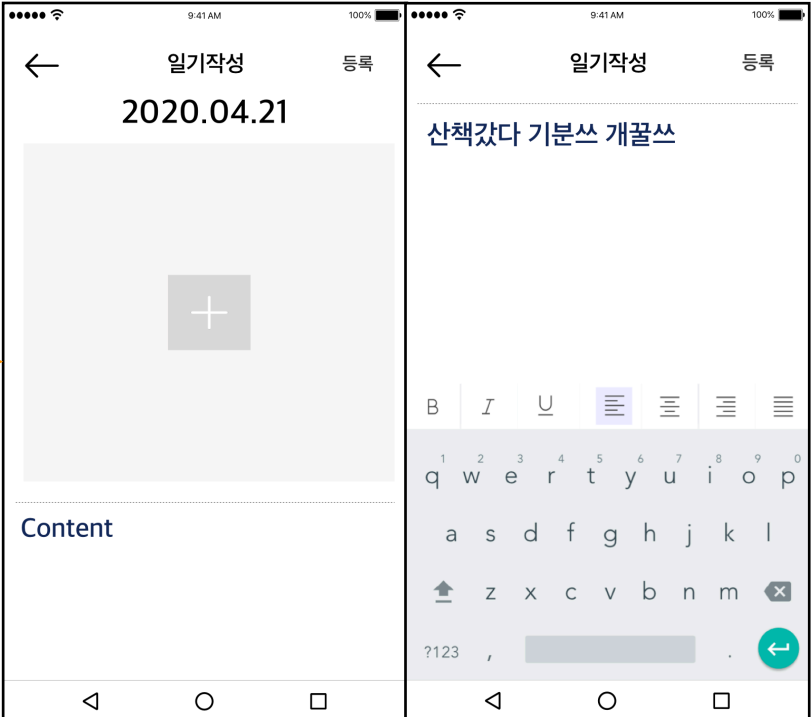 9:41 AM 100%
일기작성 등록
2020.04.21
Content
9:41 AM 100%
일기작성 등록
산책갔다 기분쓰 개꿀쓰
B I U
1 2 3 4 5 6 7 8 9 0
q w e r t y u i o p
a s d f g h j k l
z x c v b n m
?123 , .